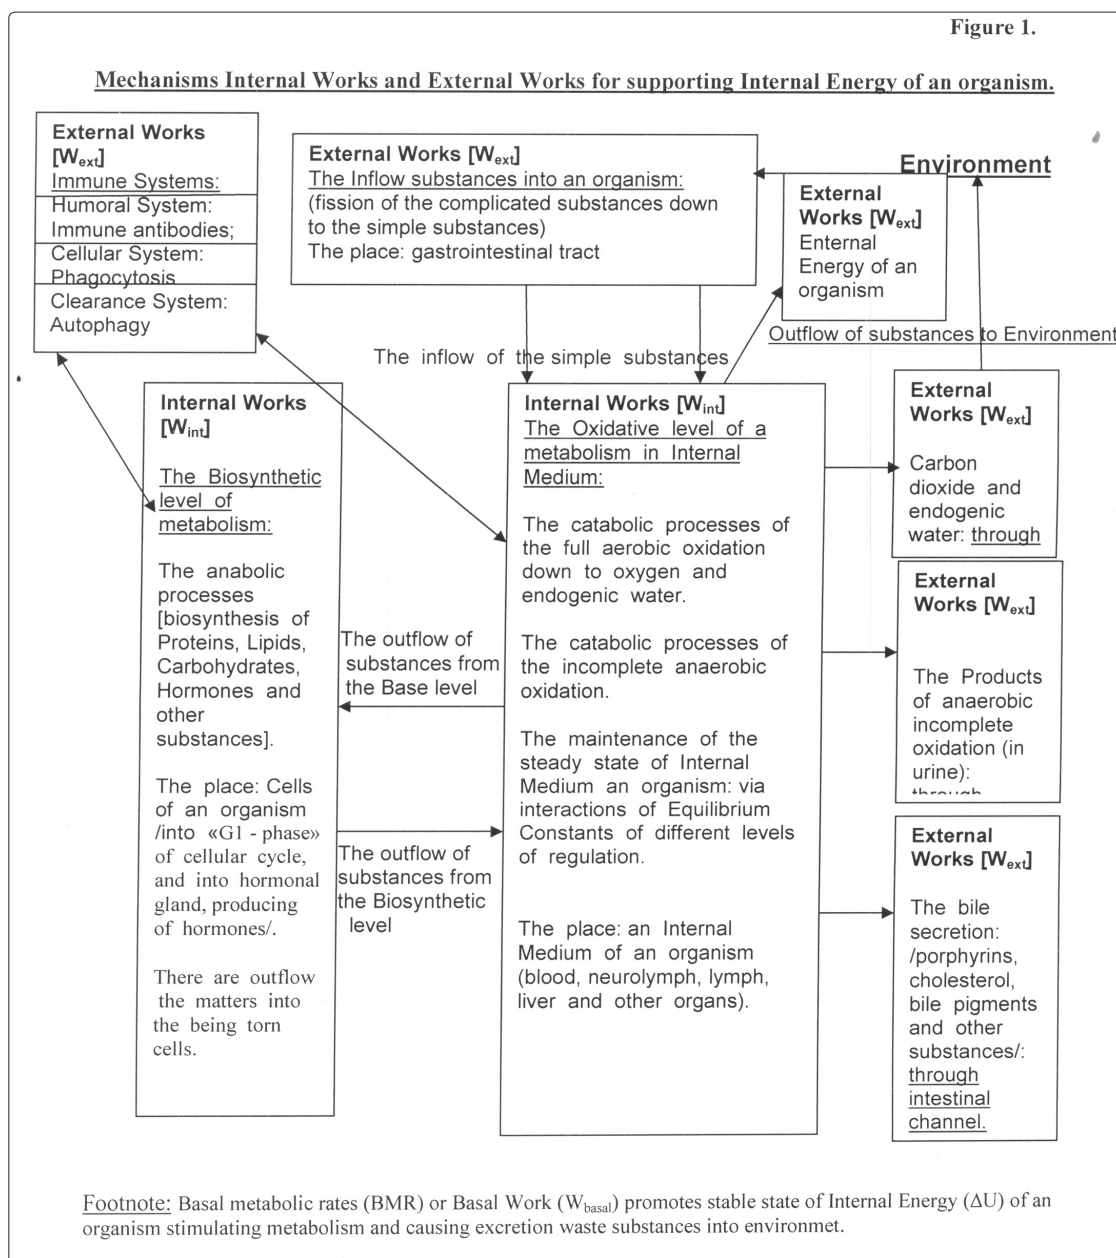 Figure 1.
Mechanisms Internal Works and External Works for supporting Internal Energy of an organism.
External Works
[Wext]
Immune Systems:
Humoral System:
Immune antibodies;
Cellular System:
Phagocytosis
Clearance System:
Autophagy
External Works [Wext]
The Inflow substances into an organism:
(fission of the complicated substances down
to the simple substances)
The place: gastrointestinal tract
Environment
External
Works [Wext]
Enternal
Energy of an
organism
Outflow of substances to Environment
The inflow of the simple substances
Internal Works
[Wint]
The Biosynthetic
level of
metabolism:
The anabolic
processes
[biosynthesis of
Proteins, Lipids,
Carbohydrates,
Hormones and
other
substances].
The place: Cells
of an organism
/into «G1 - phase»
of cellular cycle,
and into hormonal
gland, producing
of hormones/.
There are outflow
the matters into
the being torn
cells.
The outflow of
substances from
the Base level
The outflow of
substances from
the Biosynthetic
level
Internal Works [Wint]
The Oxidative level of a
metabolism in Internal
Medium:
The catabolic processes of
the full aerobic oxidation
down to oxygen and
endogenic water.
The catabolic processes of
the incomplete anaerobic
oxidation.
The maintenance of the
steady state of Internal
Medium an organism: via
interactions of Equilibrium
Constants of different levels
of regulation.
The place: an Internal
Medium of an organism
(blood, neurolymph, lymph,
liver and other organs).
External
Works [Wext]
Carbon
dioxide and
endogenic
water: through
External
Works [Wext]
The Products
of anaerobic
incomplete
oxidation (in
urine):
through
External
Works [Wext]
The bile
secretion:
/porphyrins,
cholesterol,
bile pigments
and other
substances/:
through
intestinal
channel.
Footnote: Basal metabolic rates (BMR) or Basal Work (Wbasal) promotes stable state of Internal Energy (ΔU) of an
organism stimulating metabolism and causing excretion waste substances into environmet.